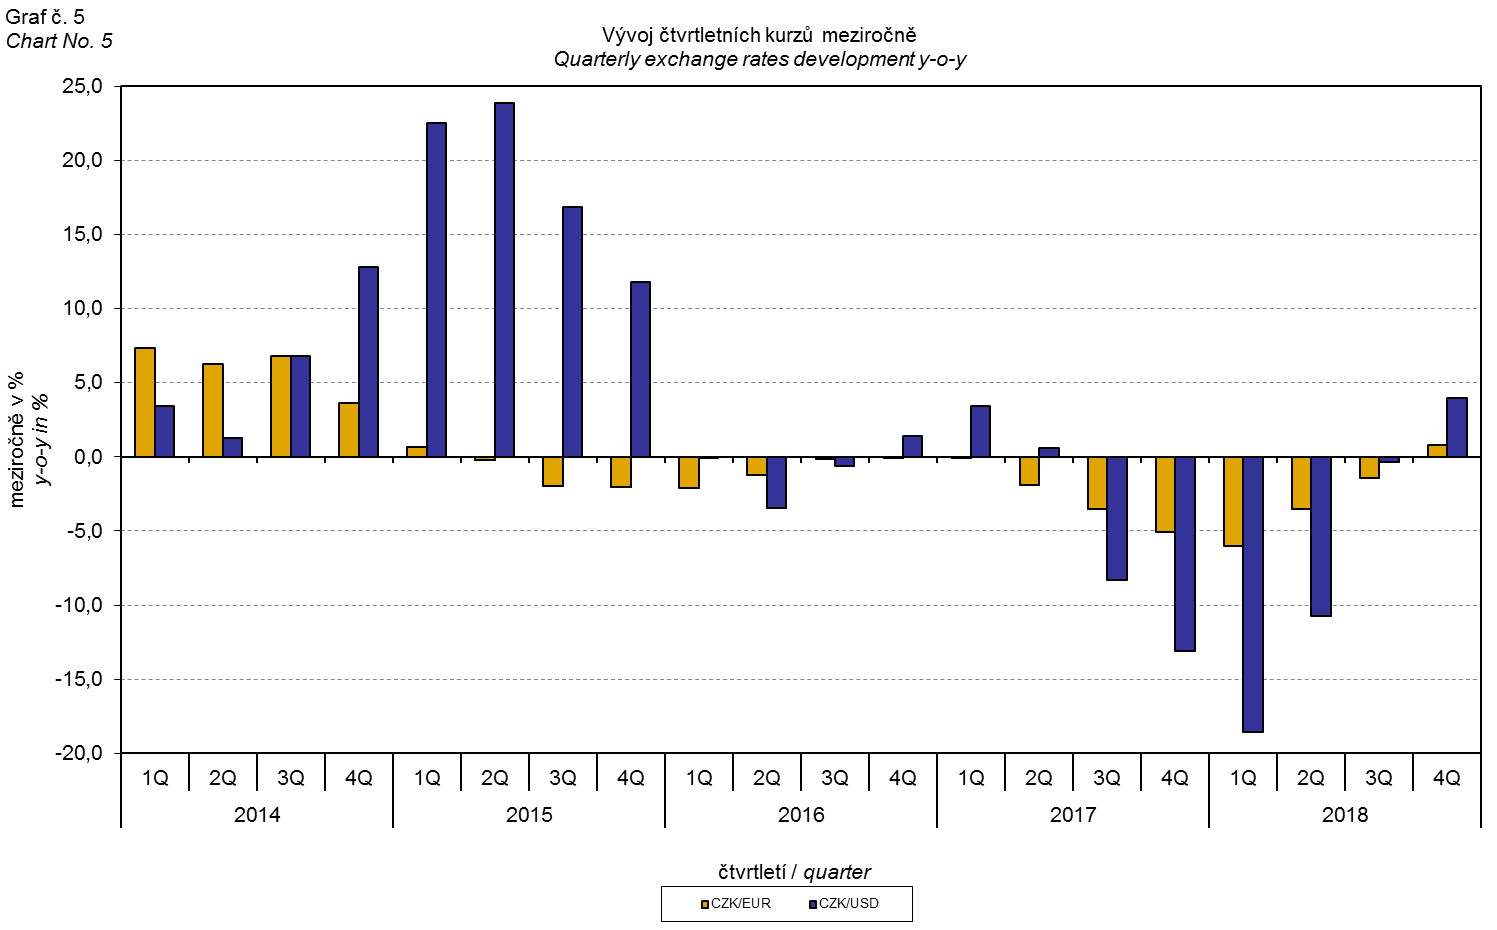 Graf č. 5
Chart No. 5
Vývoj čtvrtletních kurzů meziročně
Quarterly exchange rates development y-o-y
meziročně v %
y-o-y in %
25,0
20,0
15,0
10,0
5,0
0,0
-5,0
-10,0
-15,0
-20,0
1Q 2Q 3Q 4Q 1Q 2Q 3Q 4Q 1Q 2Q 3Q 4Q 1Q 2Q 3Q 4Q 1Q 2Q 3Q 4Q
2014 2015 2016 2017 2018
čtvrtletí / quarter
CZK/EUR CZK/USD